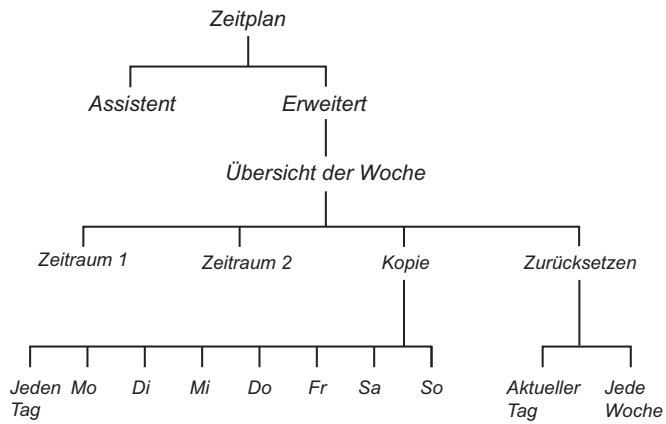 Zeitplan
Assistent Erweitert
Übersicht der Woche
Zeitraum 1 Zeitraum 2 Kopie Zurücksetzen
Jeden Mo Di Mi Do Fr Sa So Aktueller Jede
Tag Tag Woche